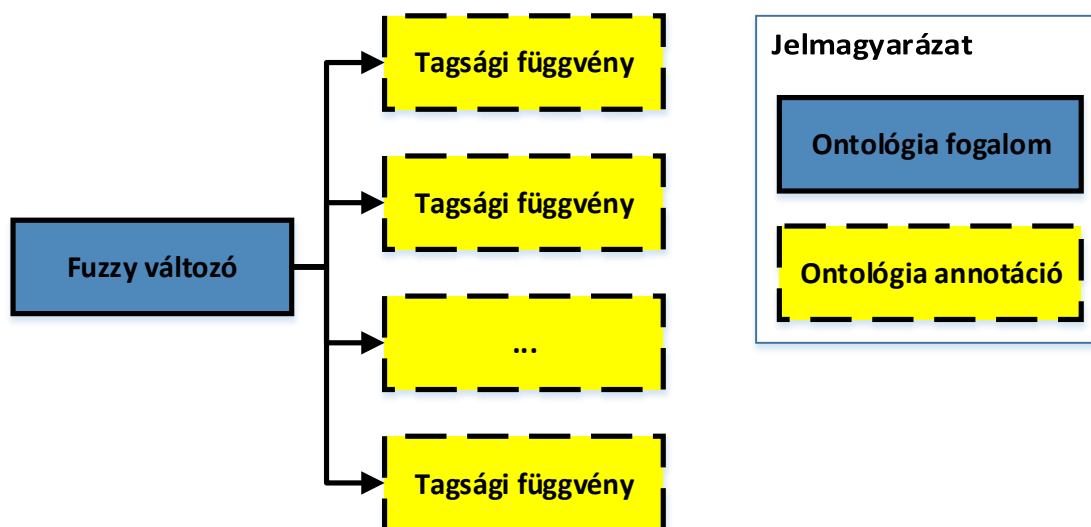 Tagsági függvény
Tagsági függvény
Fuzzy változó
...
Tagsági függvény
Jelmagyarázat
Ontológia fogalom
Ontológia annotáció